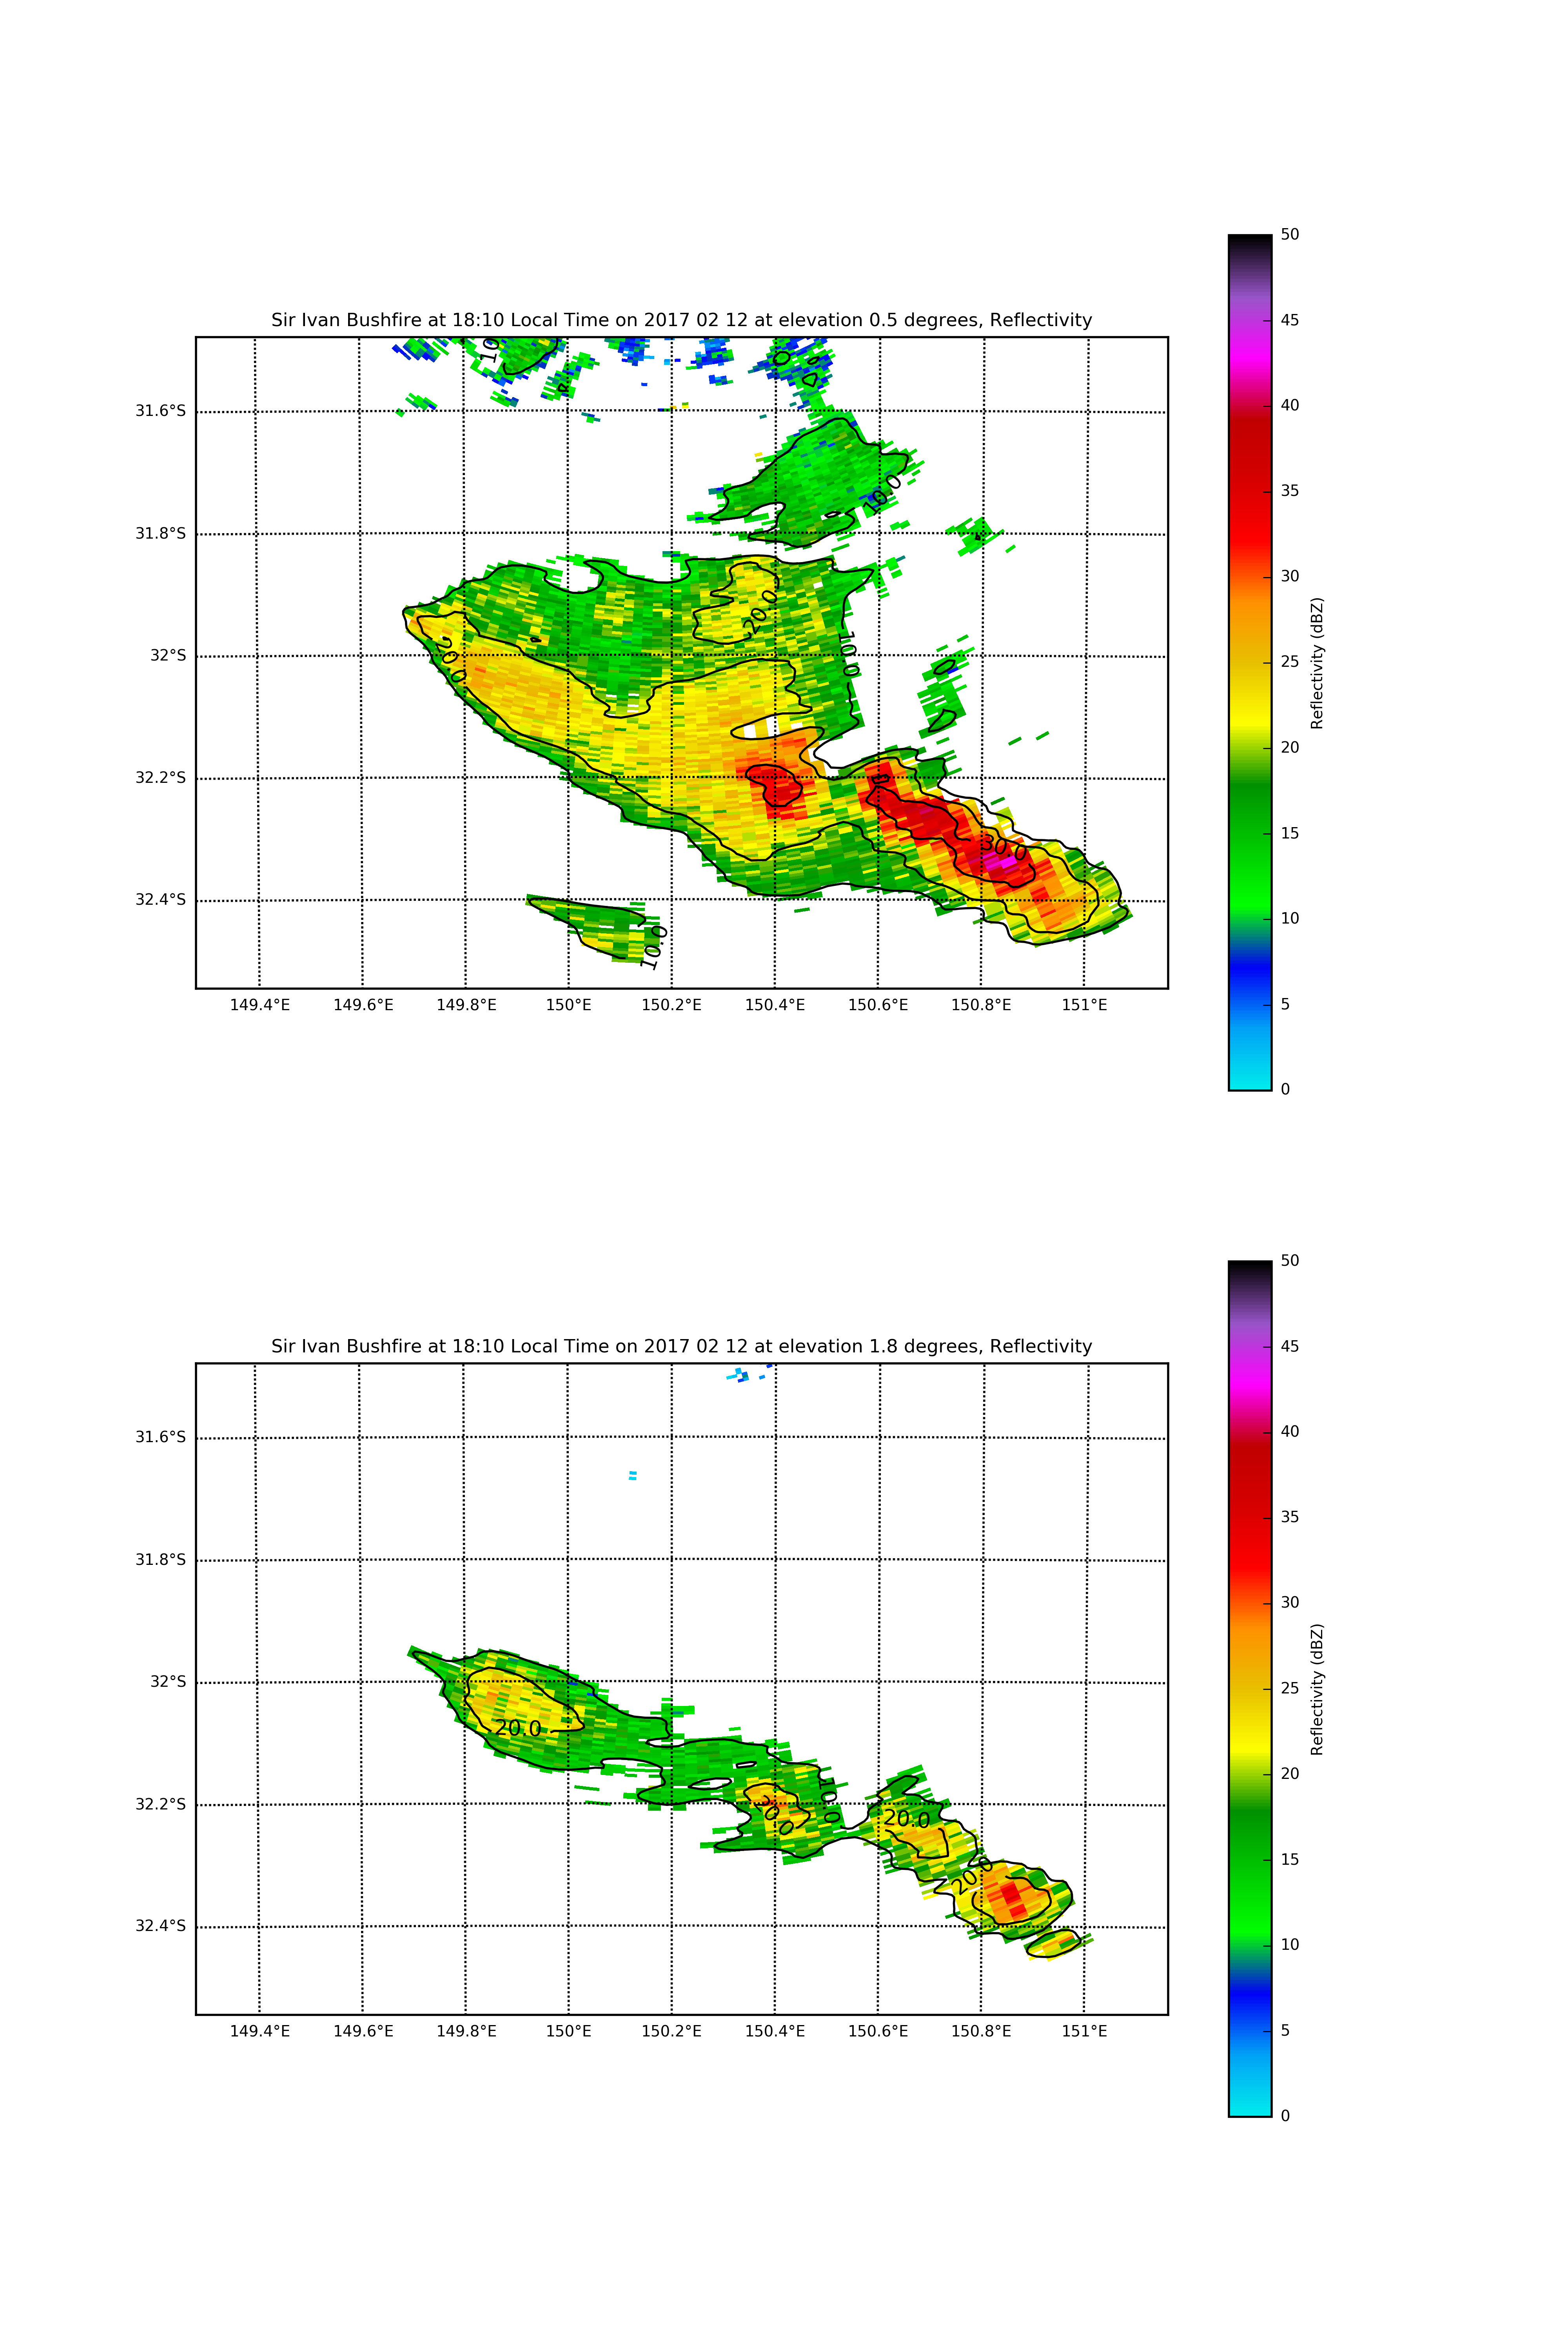 Sir Ivan Bushfire at 18:10 Local Time on 2017 02 12 at elevation 0.5 degrees, Reflectivity
31.6°S
31.8°S
32°S
32.2°S
32.4°S
149.4°E 149.6°E 149.8°E 150°E 150.2°E 150.4°E 150.6°E 150.8°E 151°E
10
10.0
20.0
10.0
20.0
30.0
10.0
50
45
40
35
30
25
20
15
10
5
0
Reflectivity (dBZ)
Sir Ivan Bushfire at 18:10 Local Time on 2017 02 12 at elevation 1.8 degrees, Reflectivity
31.6°S
31.8°S
32°S
32.2°S
32.4°S
149.4°E 149.6°E 149.8°E 150°E 150.2°E 150.4°E 150.6°E 150.8°E 151°E
20.0
10.0
20.0
20.0
20.0
50
45
40
35
30
25
20
15
10
5
0
Reflectivity (dBZ)